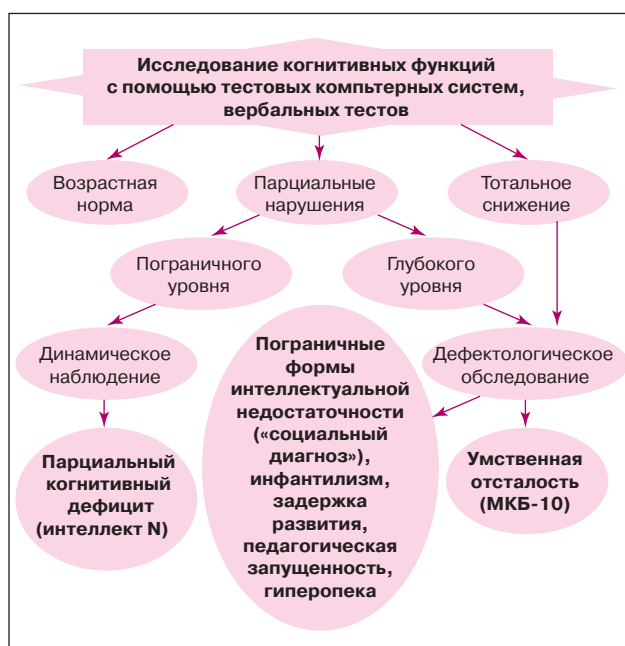 Исследование когнитивных функций
с помощью тестовых компьтерных систем,
вербальных тестов
Возрастная
норма
Парциальные
нарушения
Тотальное
снижение
Пограничного
уровня
Глубокого
уровня
Динамическое
наблюдение
Пограничные
формы
интеллектуальной
недостаточности
(«социальный
диагноз»),
инфантилизм,
задержка
развития,
педагогическая
запущенность,
гиперопека
Дефектологическое
обследование
Парциальный
когнитивный
дефицит
(интеллект N)
Умственная
отсталость
(МКБ-10)